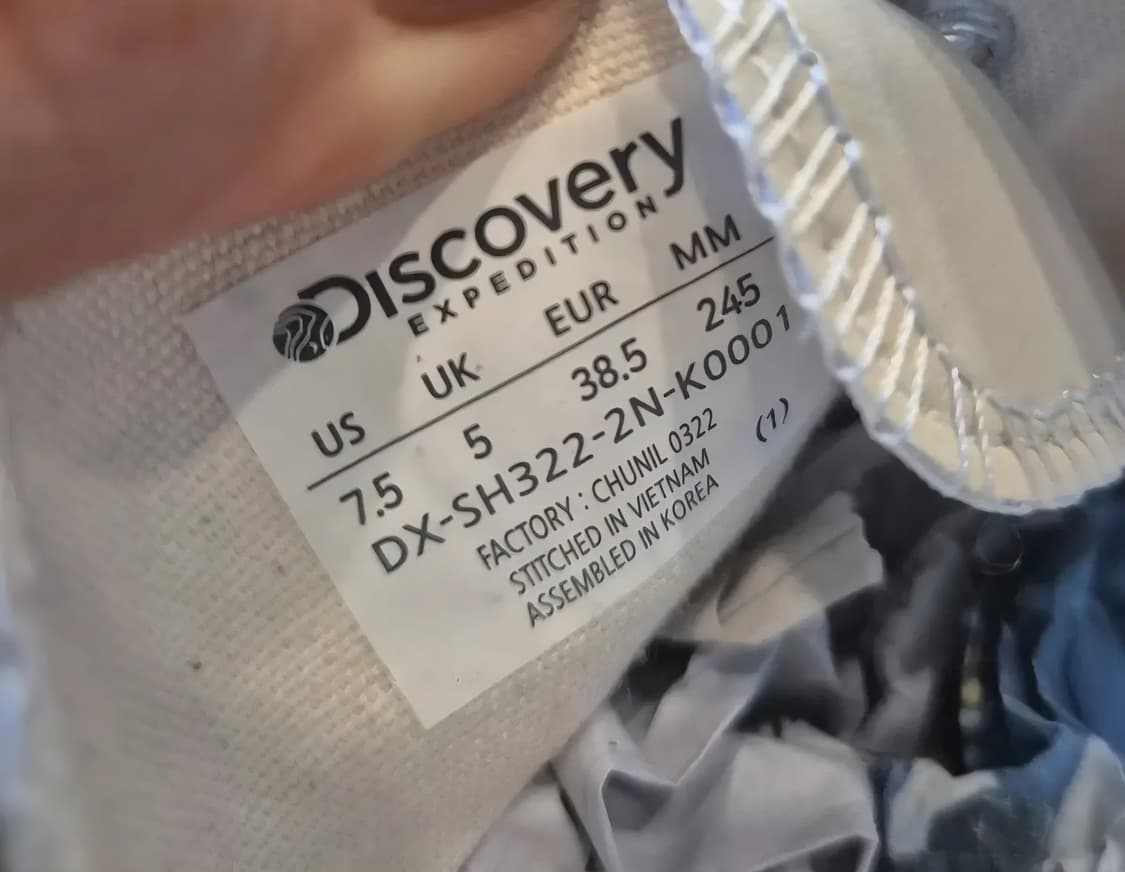 DISCOVERY
EXPEDITION
US UK EUR MM
7.5 5 38.5 245
DX-SH322-2N-K0001
FACTORY : CHUNIL 0322 (1)
STITCHED IN VIETNAM
ASSEMBLED IN KOREA